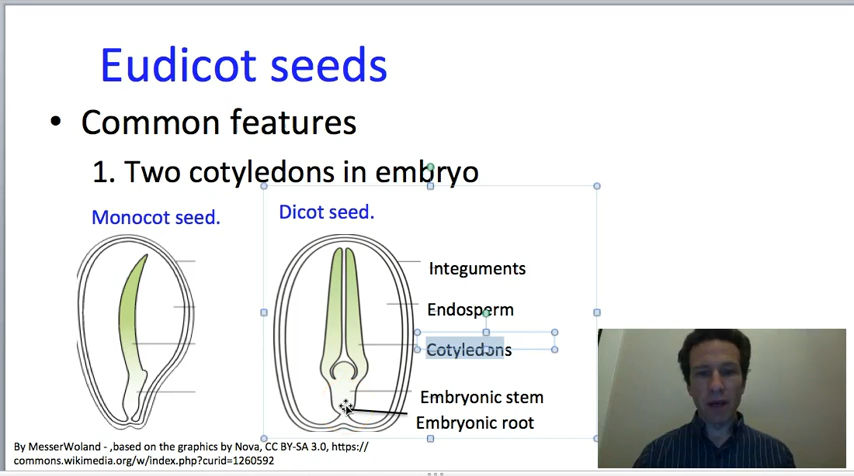 Eudicot seeds
• Common features
1. Two cotyledons in embryo
Monocot seed.
Dicot seed.
Integuments
Endosperm
Cotyledons
Embryonic stem
Embryonic root
By MesserWoland - ,based on the graphics by Nova, CC BY-SA 3.0, https://
commons.wikimedia.org/w/index.php?curid=1260592